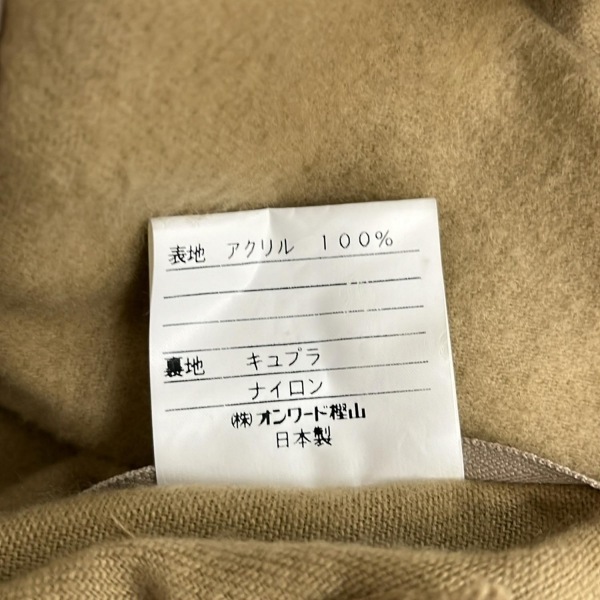 表地 アクリル 100%
裏地 キュプラ
ナイロン
(株)オンワード樫山
日本製